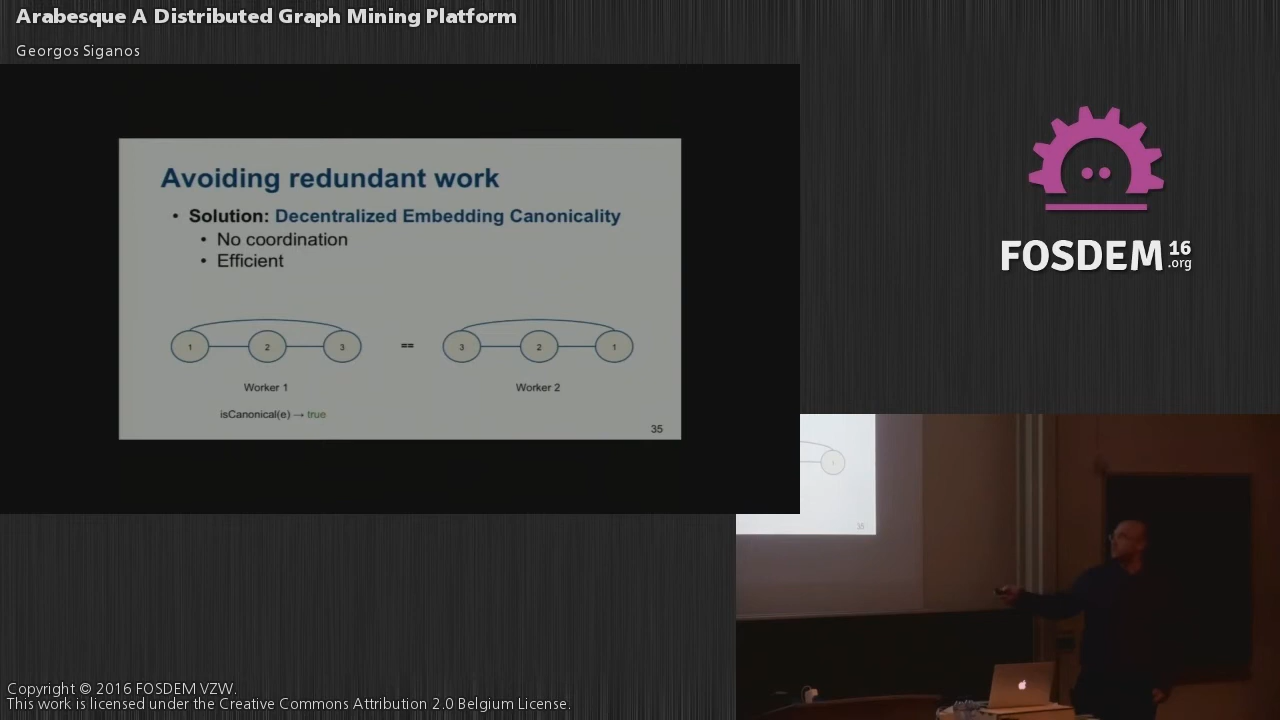 Arabesque A Distributed Graph Mining Platform
Georgos Siganos
Avoiding redundant work
• Solution: Decentralized Embedding Canonicality
• No coordination
• Efficient
1 2 3 == 3 2 1
Worker 1 Worker 2
isCanonical(e) → true
35
FOSDEM 16 .org
35
Copyright © 2016 FOSDEM VZW.
This work is licensed under the Creative Commons Attribution 2.0 Belgium License.